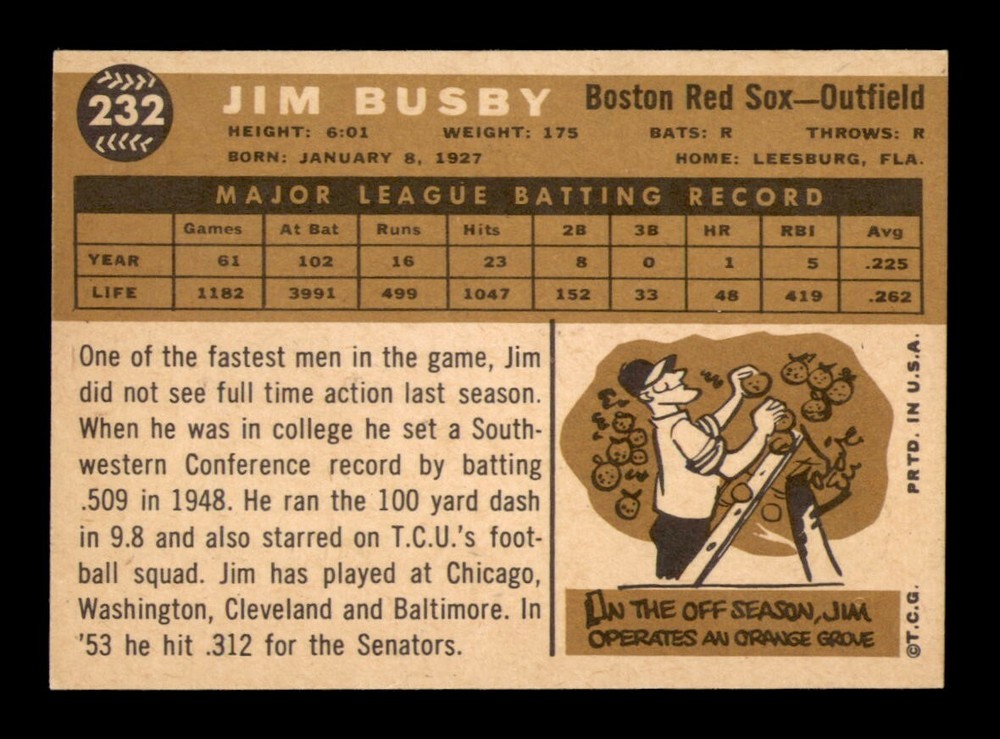 232
JIM BUSBY Boston Red Sox—Outfield
HEIGHT: 6:01 WEIGHT: 175 BATS: R THROWS: R
BORN: JANUARY 8, 1927 HOME: LEESBURG, FLA.
MAJOR LEAGUE BATTING RECORD
Games At Bat Runs Hits 2B 3B HR RBI Avg
YEAR 61 102 16 23 8 0 1 5 .225
LIFE 1182 3991 499 1047 152 33 48 419 .262
One of the fastest men in the game, Jim
did not see full time action last season.
When he was in college he set a South-
western Conference record by batting
.509 in 1948. He ran the 100 yard dash
in 9.8 and also starred on T.C.U.'s foot-
ball squad. Jim has played at Chicago,
Washington, Cleveland and Baltimore. In
'53 he hit .312 for the Senators.
IN THE OFF SEASON, JIM
OPERATES AN ORANGE GROVE
PRTD. IN U.S.A.
©T.C.G.